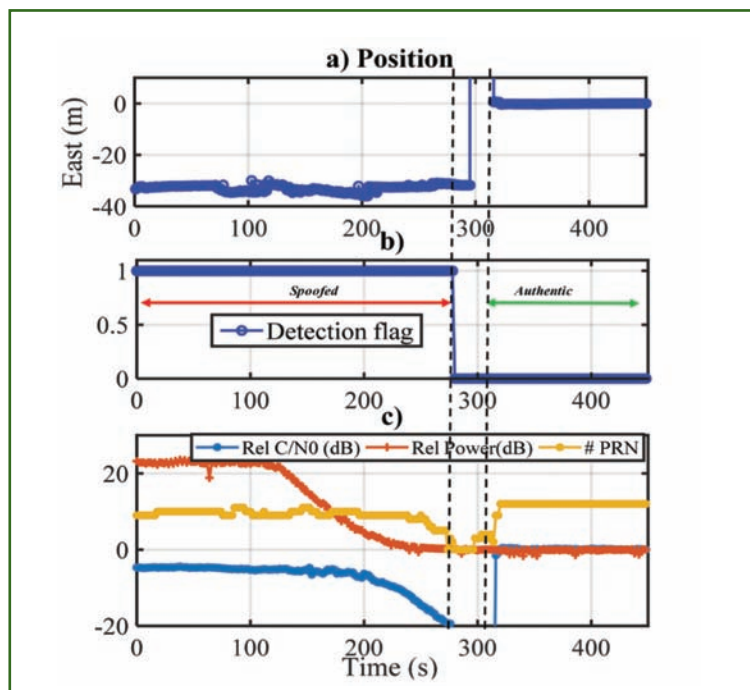 a) Position
East (m)
0
-20
-40
0 100 200 300 400
b)
1
0.5
0
Spoofed
Authentic
Detection flag
0 100 200 300 400
c)
Rel C/N0 (dB) Rel Power(dB) # PRN
20
0
-20
0 100 200 300 400
Time (s)